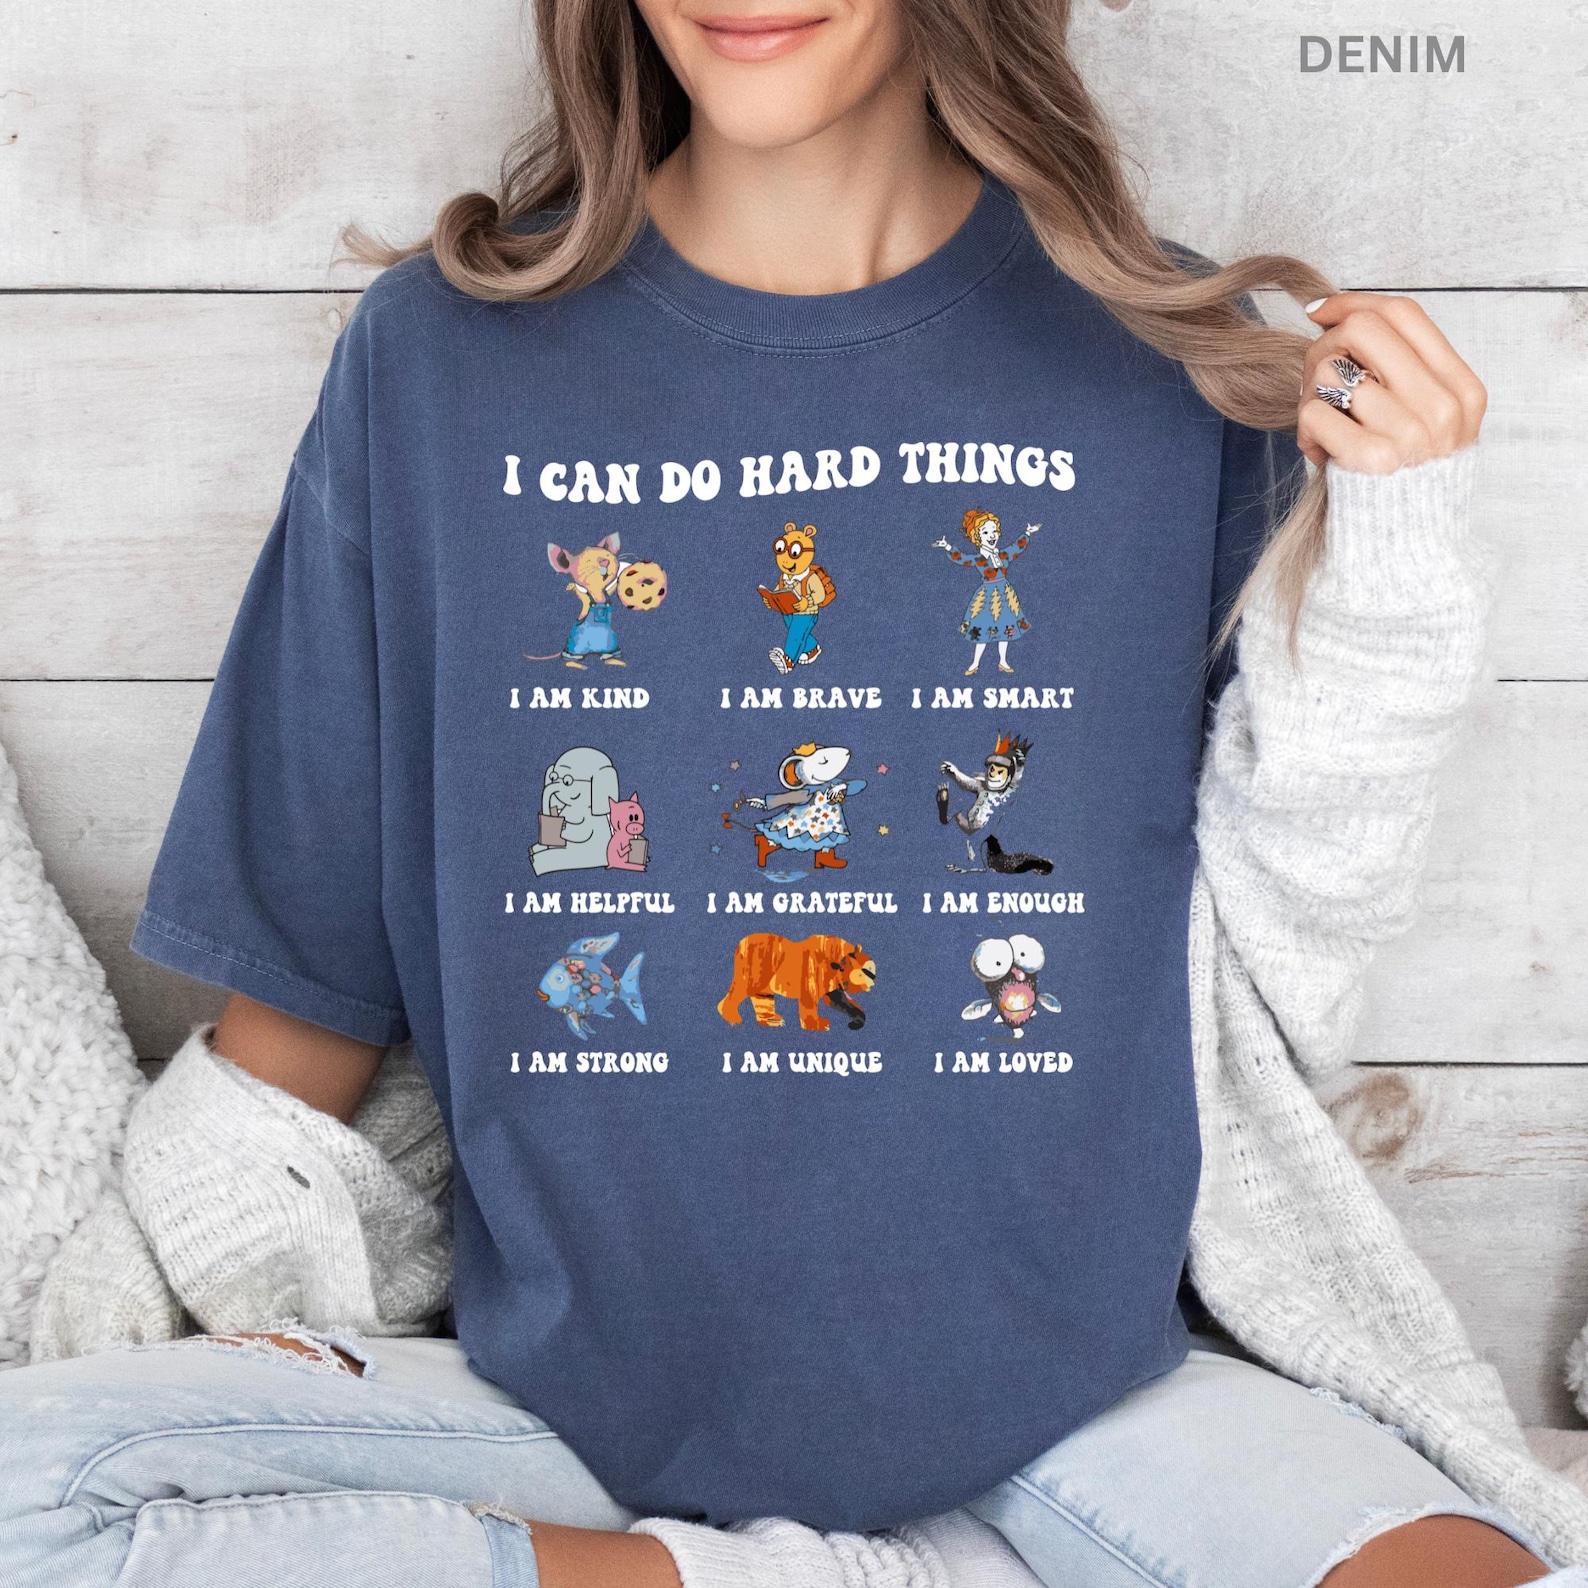 DENIM
I CAN DO HARD THINGS
I AM KIND
I AM BRAVE
I AM SMART
I AM HELPFUL
I AM GRATEFUL
I AM ENOUGH
I AM STRONG
I AM UNIQUE
I AM LOVED